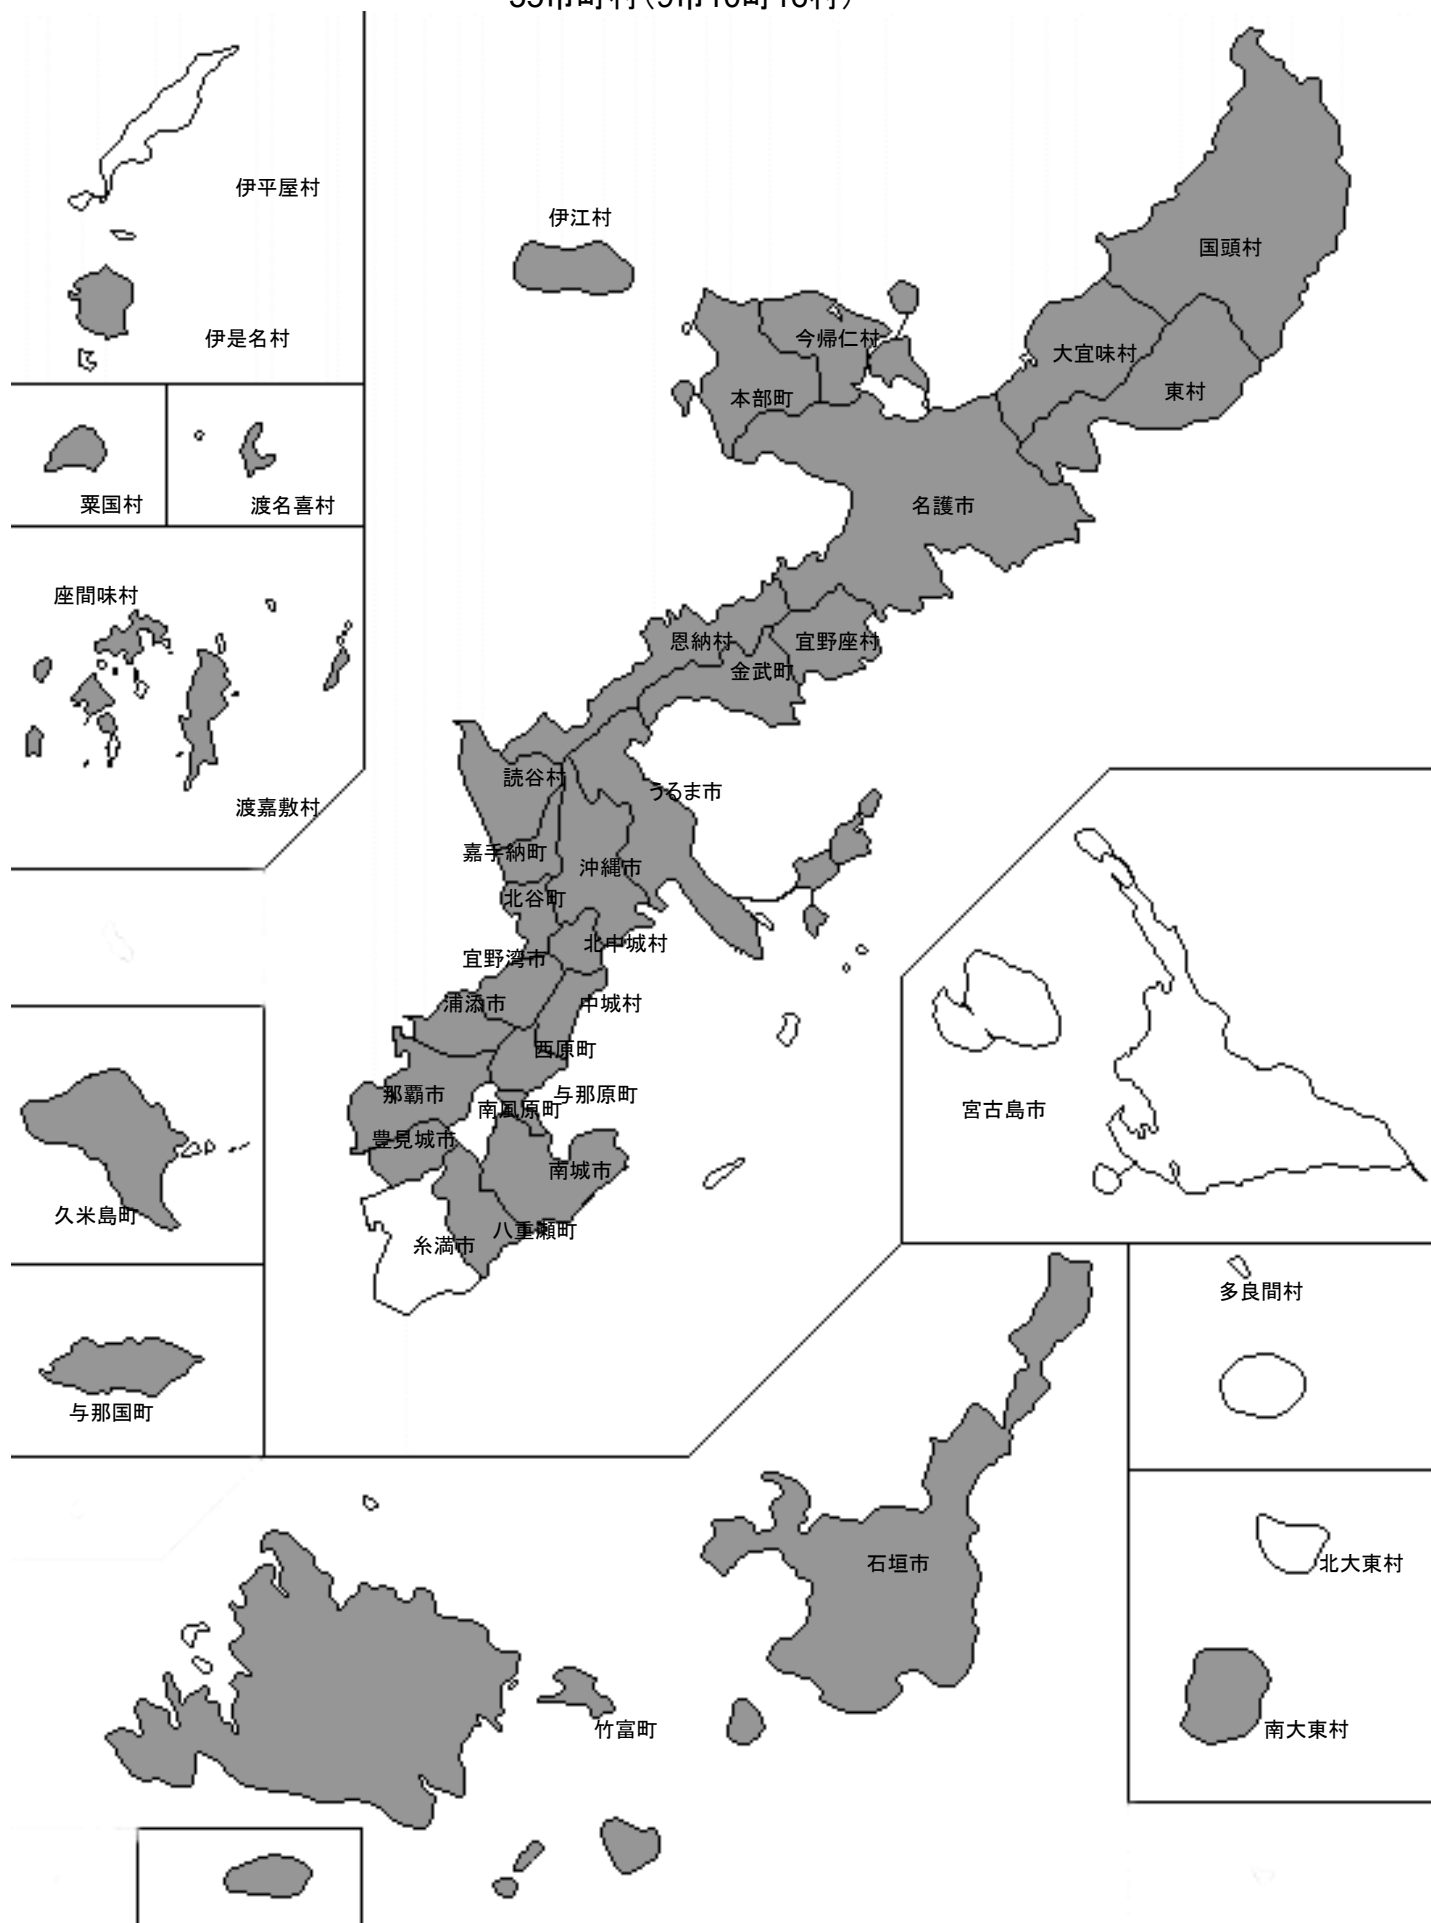 伊平屋村
伊江村
国頭村
伊是名村
今帰仁村
大宜味村
本部町
東村
粟国村
渡名喜村
名護市
座間味村
恩納村
宜野座村
金武町
読谷村
うるま市
渡嘉敷村
嘉手納町
沖縄市
北谷町
北中城村
宜野湾市
浦添市
中城村
西原町
那覇市
与那原町
南風原町
宮古島市
豊見城市
南城市
久米島町
八重瀬町
糸満市
多良間村
与那国町
石垣市
北大東村
竹富町
南大東村